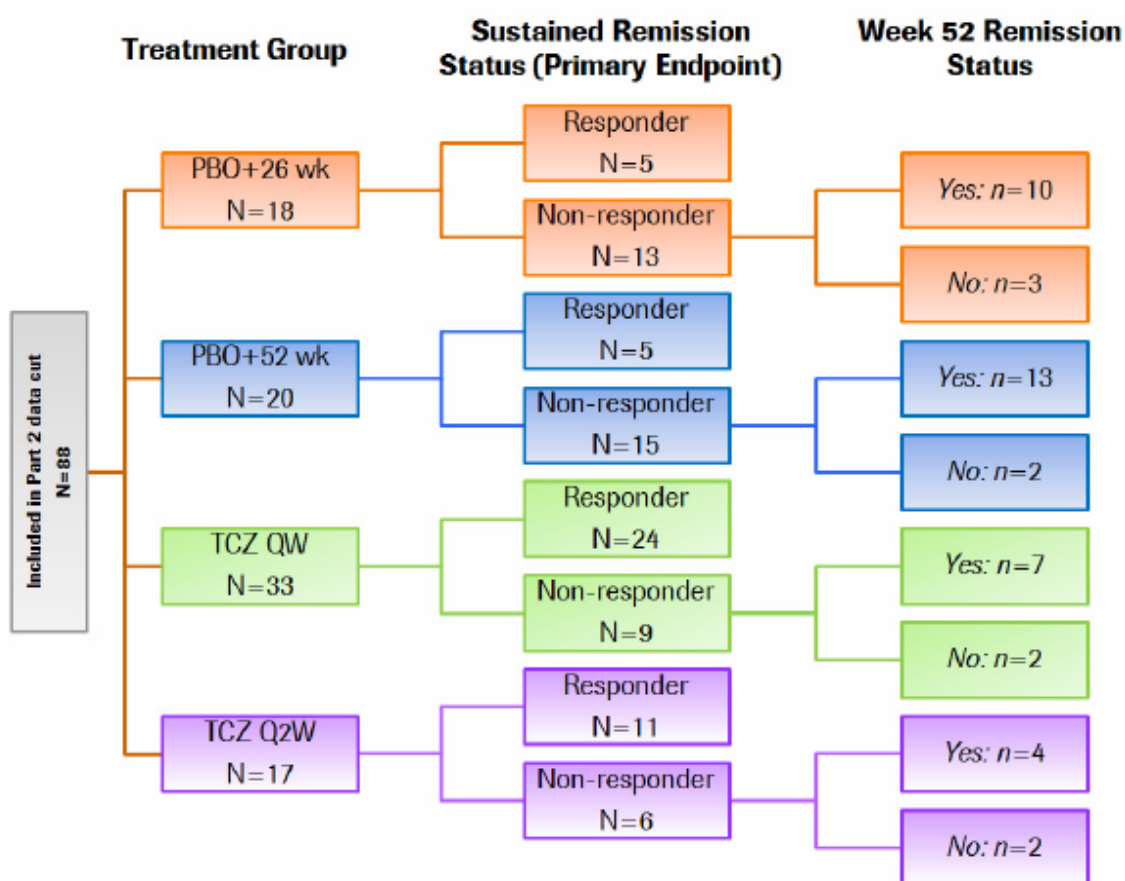 Treatment Group
Sustained Remission
Status (Primary Endpoint)
Week 52 Remission
Status
Included in Part 2 data cut
N=88
PBO+26 wk
N=18
Responder
N=5
Non-responder
N=13
Yes: n=10
No: n=3
PBO+52 wk
N=20
Responder
N=5
Non-responder
N=15
Yes: n=13
No: n=2
TCZ QW
N=33
Responder
N=24
Non-responder
N=9
Yes: n=7
No: n=2
TCZ Q2W
N=17
Responder
N=11
Non-responder
N=6
Yes: n=4
No: n=2